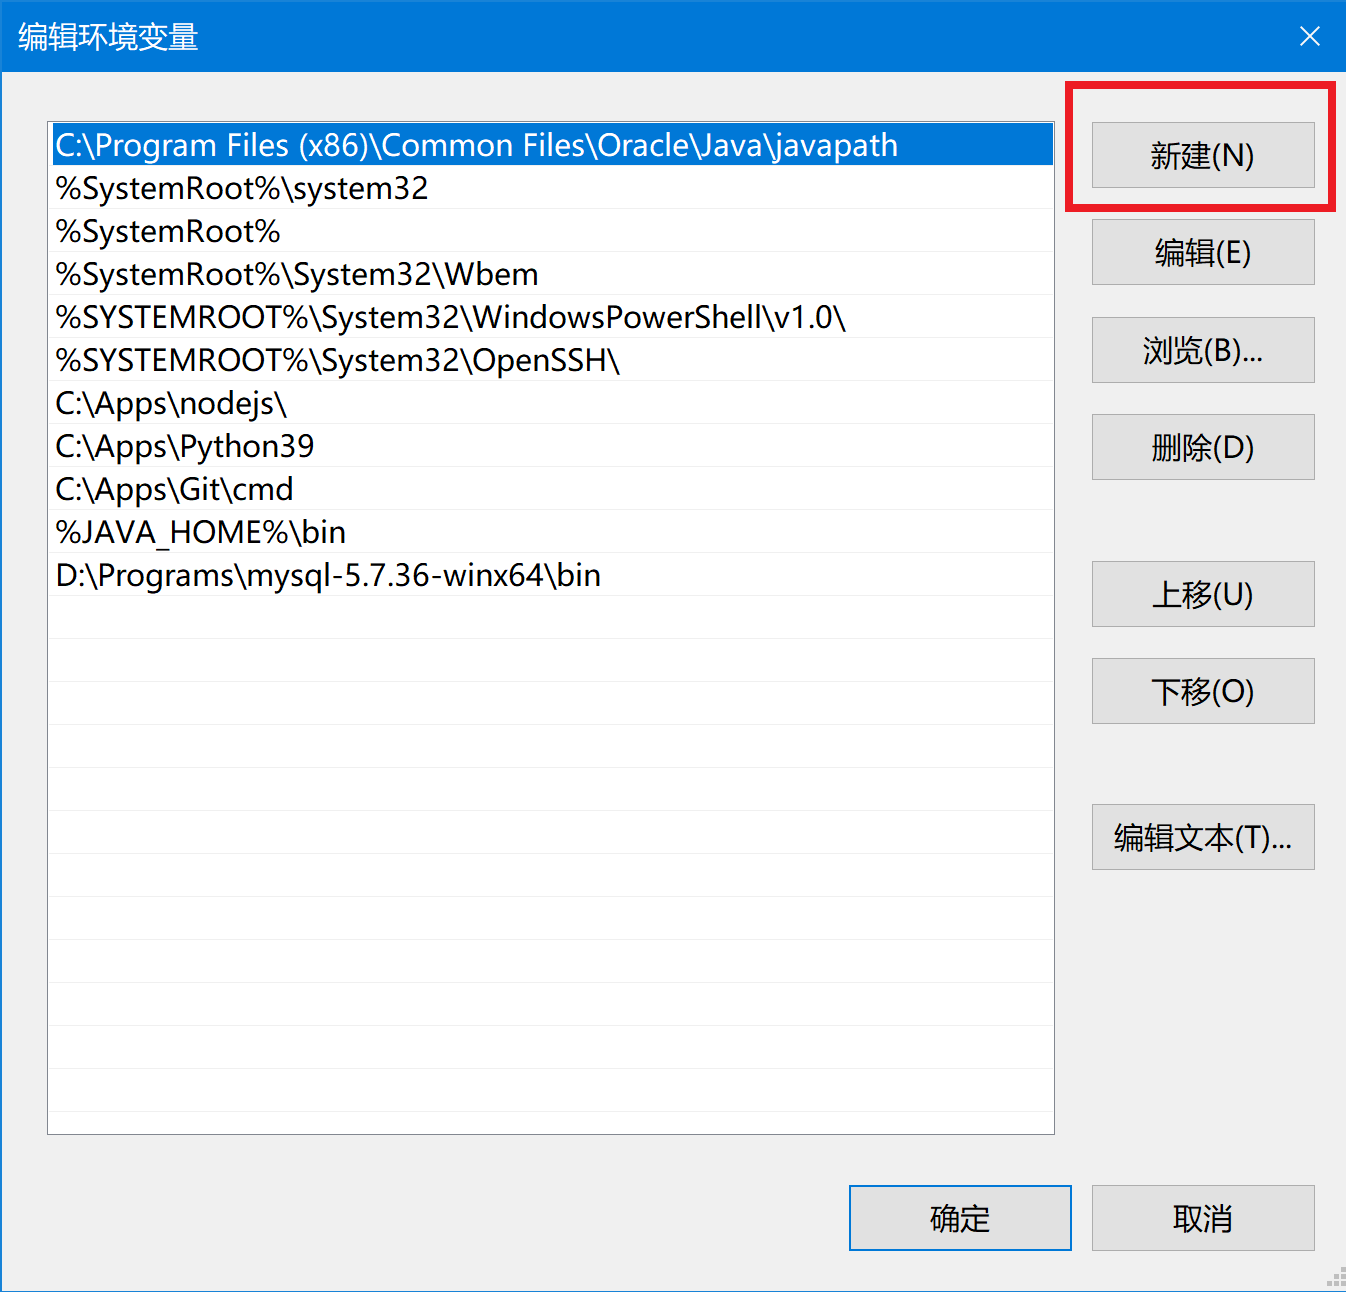 编辑环境变量
C:\Program Files (x86)\Common Files\Oracle\Java\javapath
%SystemRoot%\system32
%SystemRoot%
%SystemRoot%\System32\Wbem
%SYSTEMROOT%\System32\WindowsPowerShell\v1.0\
%SYSTEMROOT%\System32\OpenSSH\
C:\Apps\nodejs\
C:\Apps\Python39
C:\Apps\Git\cmd
%JAVA_HOME%\bin
D:\Programs\mysql-5.7.36-winx64\bin
新建(N)
编辑(E)
浏览(B)...
删除(D)
上移(U)
下移(O)
编辑文本(T)...
确定
取消